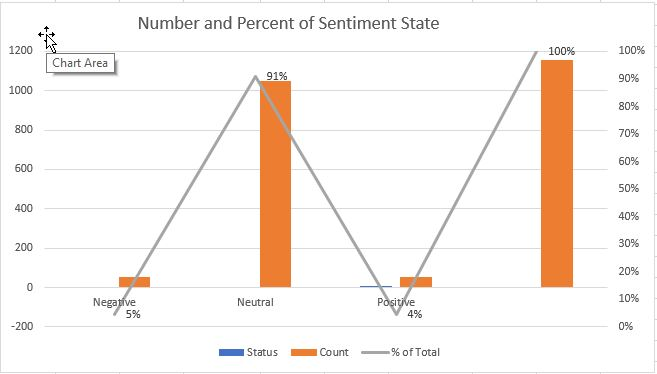 Number and Percent of Sentiment State
Chart Area
1200
1000
800
600
400
200
0
-200
100%
90%
80%
70%
60%
50%
40%
30%
20%
10%
0%
91%
100%
5%
4%
Negative
Neutral
Positive
Status
Count
% of Total